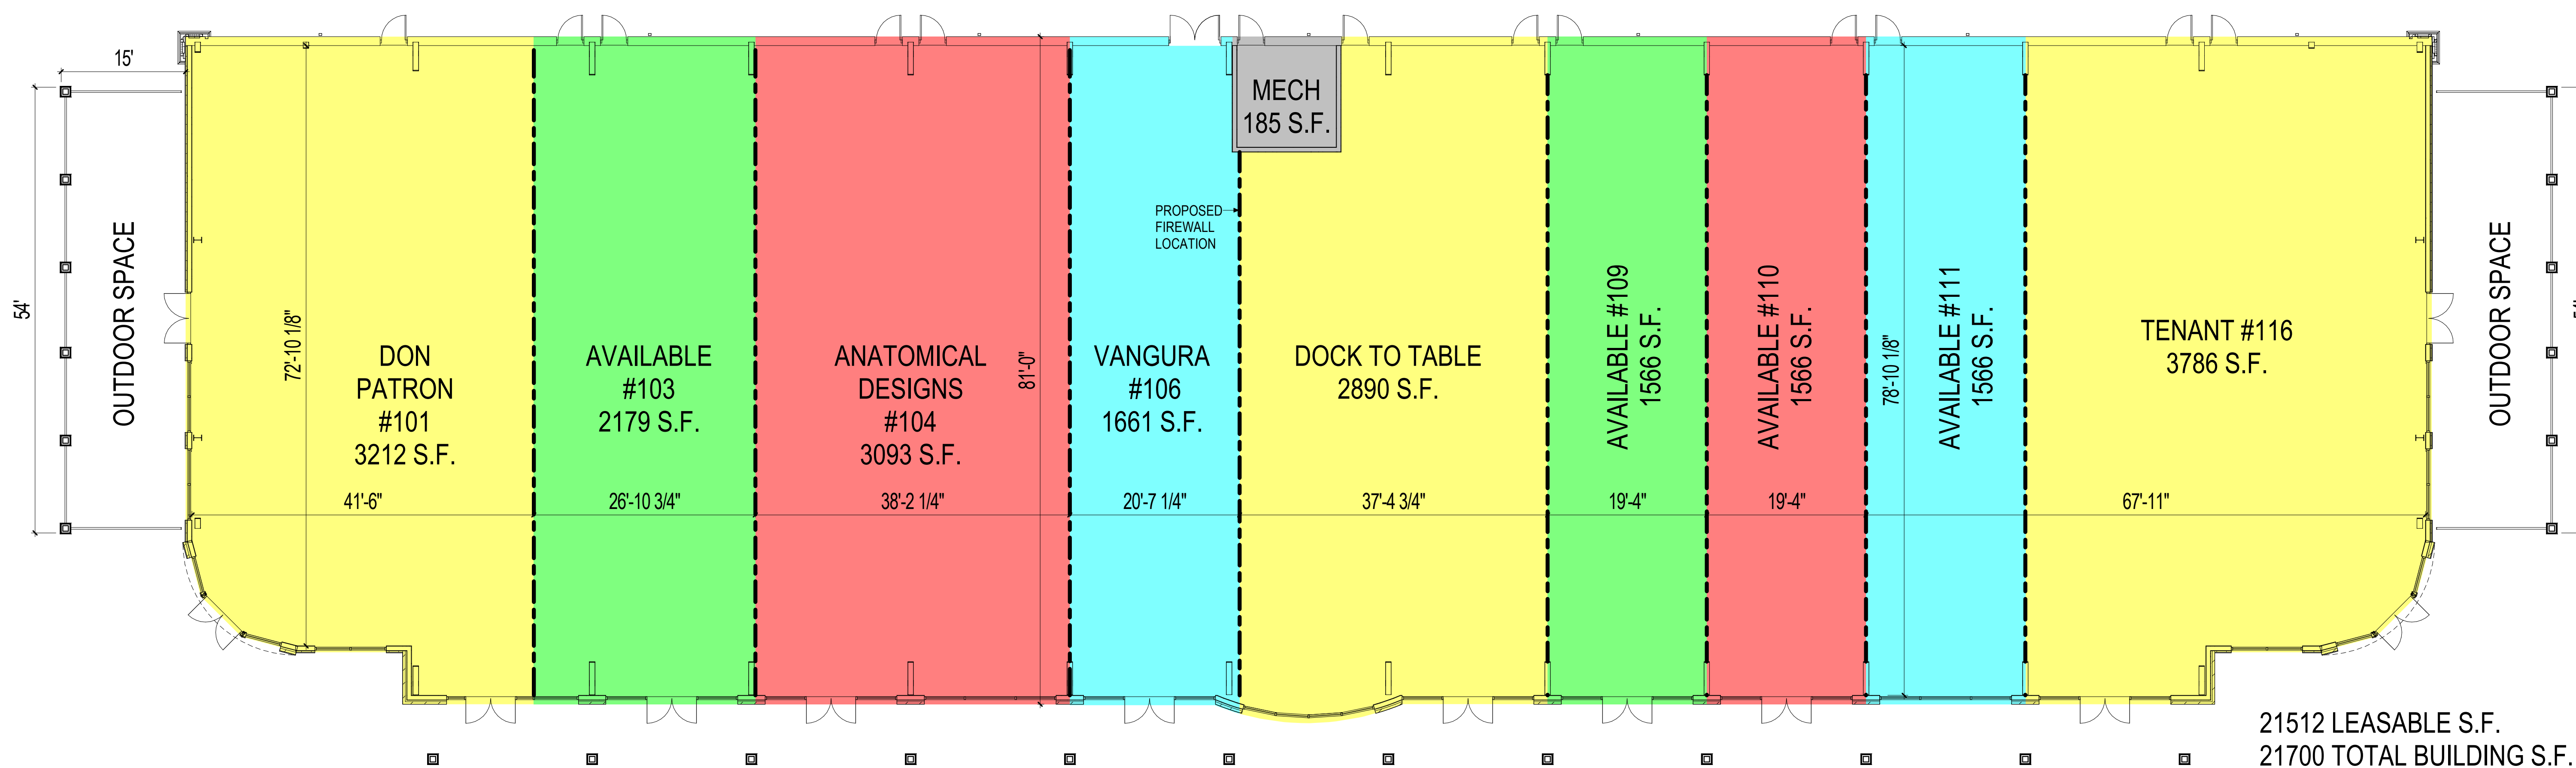 15'
54'
OUTDOOR SPACE
72'-10 1/8"
DON
PATRON
#101
3212 S.F.
41'-6"
AVAILABLE
#103
2179 S.F.
26'-10 3/4"
ANATOMICAL
DESIGNS
#104
3093 S.F.
38'-2 1/4"
81'-0"
VANGURA
#106
1661 S.F.
20'-7 1/4"
MECH
185 S.F.
PROPOSED
FIREWALL
LOCATION
DOCK TO TABLE
2890 S.F.
37'-4 3/4"
AVAILABLE #109
1566 S.F.
19'-4"
AVAILABLE #110
1566 S.F.
19'-4"
78'-10 1/8"
AVAILABLE #111
1566 S.F.
TENANT #116
3786 S.F.
67'-11"
OUTDOOR SPACE
21512 LEASABLE S.F.
21700 TOTAL BUILDING S.F.